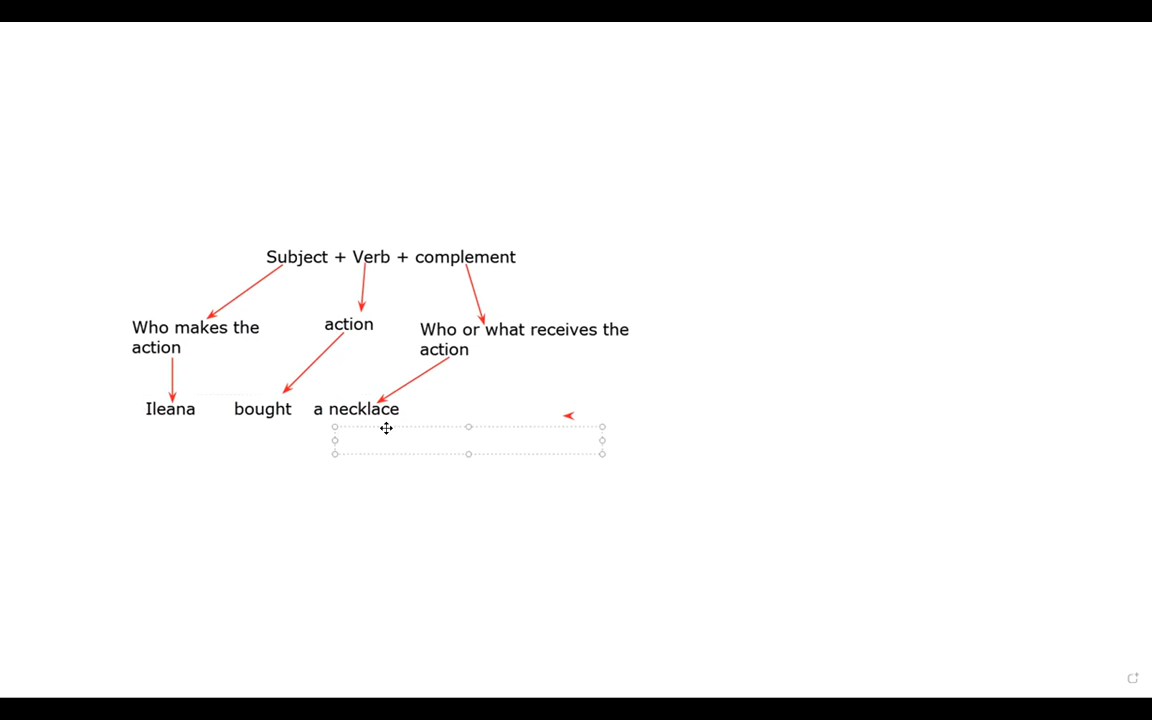 Subject + Verb + complement
Who makes the
action
action
Who or what receives the
action
Ileana bought a necklace